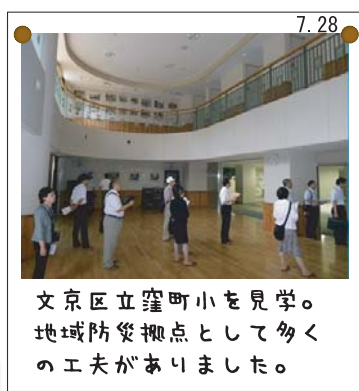 7.28
文京区立窪町小を見学。
地域防災拠点として多く
の工夫がありました。